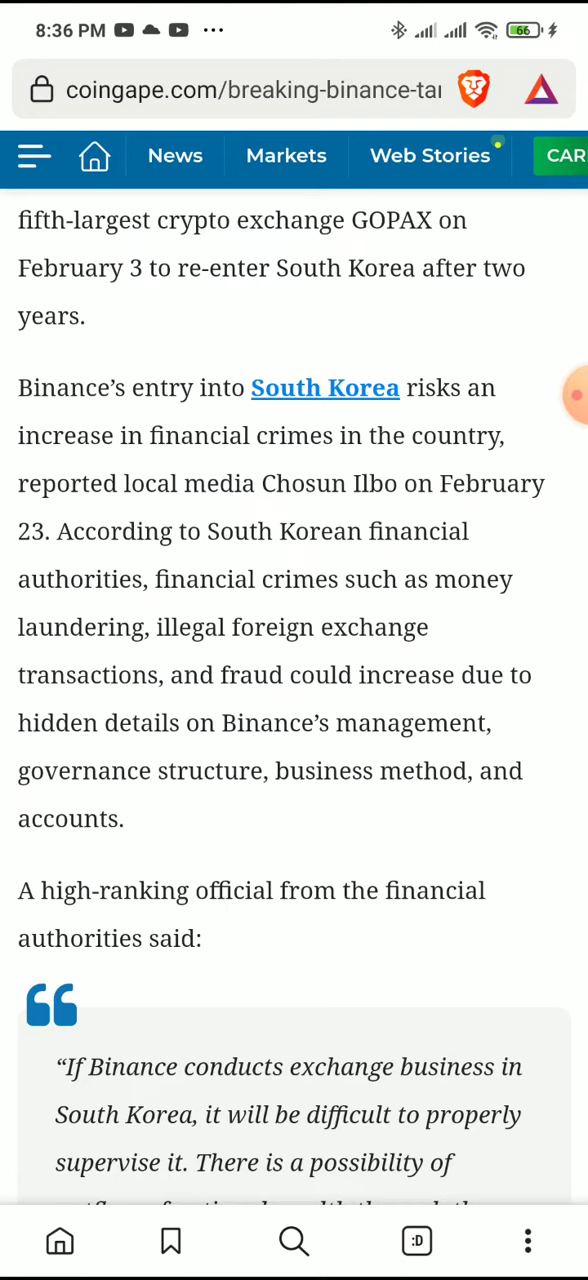 8:36 PM
66
coingape.com/breaking-binance-tar
News Markets Web Stories CAR
fifth-largest crypto exchange GOPAX on
February 3 to re-enter South Korea after two
years.
Binance’s entry into South Korea risks an
increase in financial crimes in the country,
reported local media Chosun Ilbo on February
23. According to South Korean financial
authorities, financial crimes such as money
laundering, illegal foreign exchange
transactions, and fraud could increase due to
hidden details on Binance’s management,
governance structure, business method, and
accounts.
A high-ranking official from the financial
authorities said:
“If Binance conducts exchange business in
South Korea, it will be difficult to properly
supervise it. There is a possibility of
:D